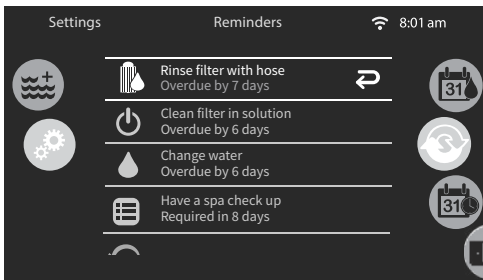 Settings
Reminders
8:01 am
Rinse filter with hose
Overdue by 7 days
Clean filter in solution
Overdue by 6 days
Change water
Overdue by 6 days
Have a spa check up
Required in 8 days
31
31